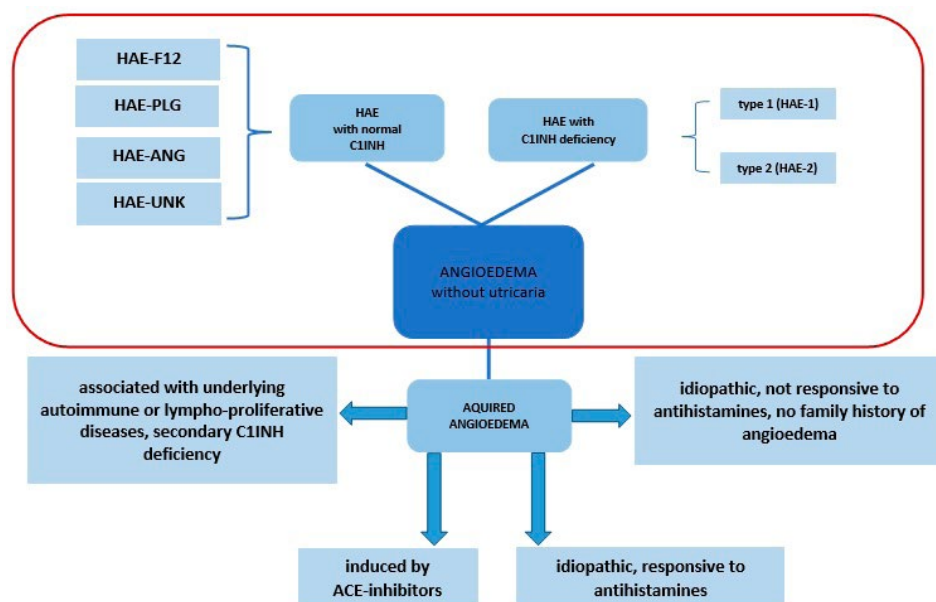 HAE-F12
HAE-PLG
HAE-ANG
HAE-UNK
HAE
with normal
C1INH
HAE with
C1INH deficiency
type 1 (HAE-1)
type 2 (HAE-2)
ANGIOEDEMA
without utricaria
associated with underlying
autoimmune or lympho-proliferative
diseases, secondary C1INH
deficiency
AQUIRED
ANGIOEDEMA
idiopathic, not responsive to
antihistamines, no family history of
angioedema
induced by
ACE-inhibitors
idiopathic, responsive to
antihistamines